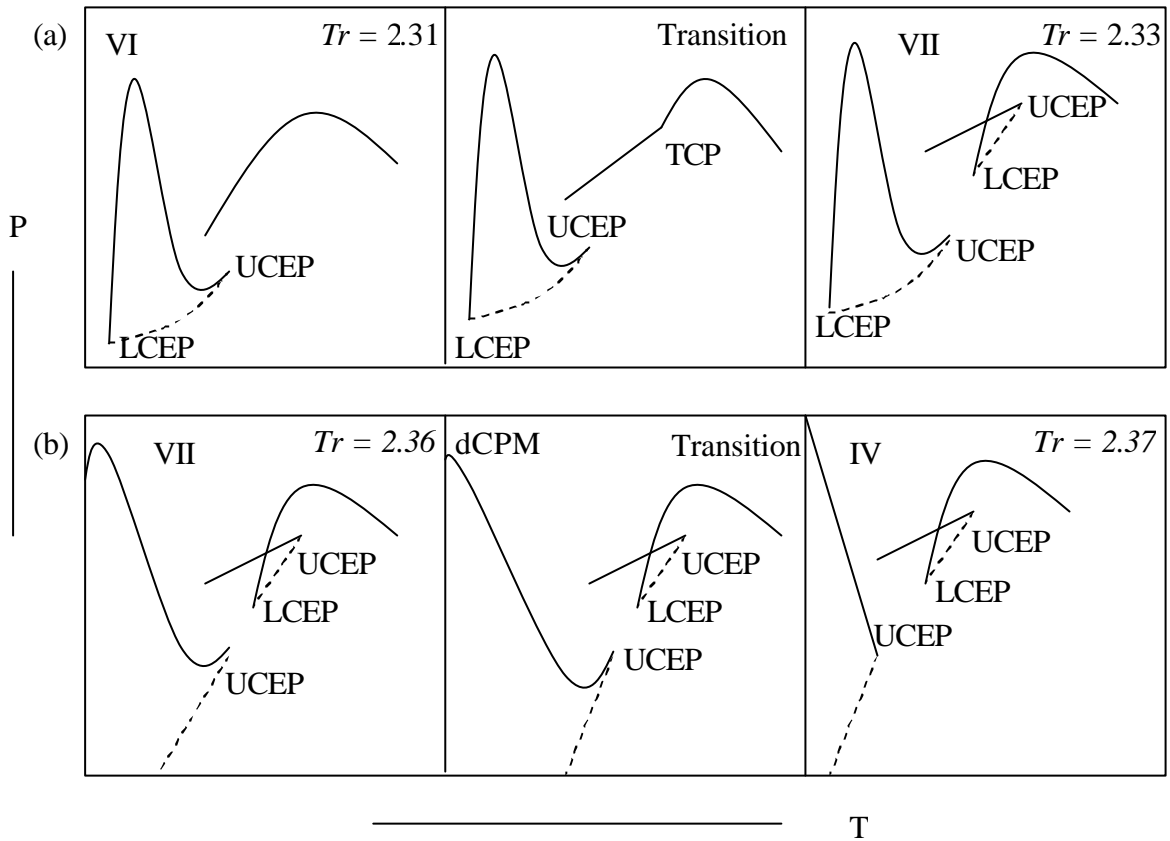 (a)
VI
Tr = 2.31
UCEP
LCEP
Transition
TCP
UCEP
LCEP
VII
Tr = 2.33
UCEP
LCEP
UCEP
LCEP
P
(b)
VII
Tr = 2.36
UCEP
LCEP
UCEP
dCPM
Transition
UCEP
LCEP
UCEP
IV
Tr = 2.37
UCEP
LCEP
UCEP
T